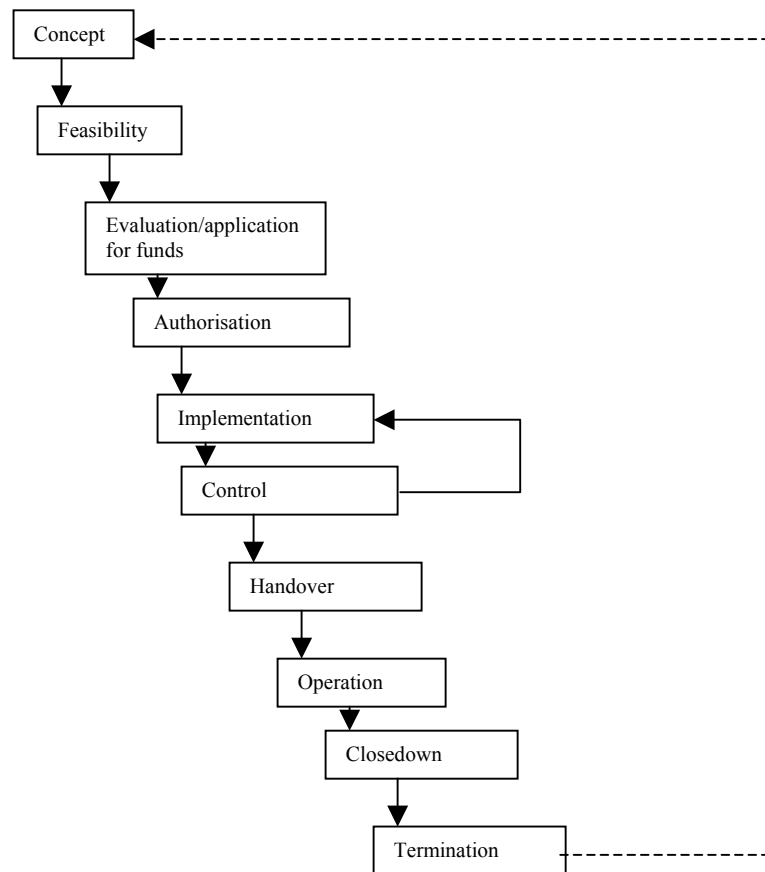 Concept
Feasibility
Evaluation/application
for funds
Authorisation
Implementation
Control
Handover
Operation
Closedown
Termination